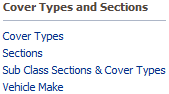 Cover Types and Sections
Cover Types
Sections
Sub Class Sections & Cover Types
Vehicle Make